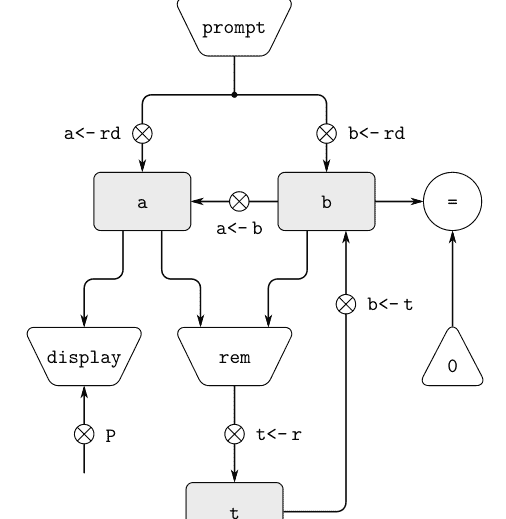 prompt
a<-rd
b<-rd
a
b
=
a<-b
b<-t
display
rem
0
P
t<-r
t